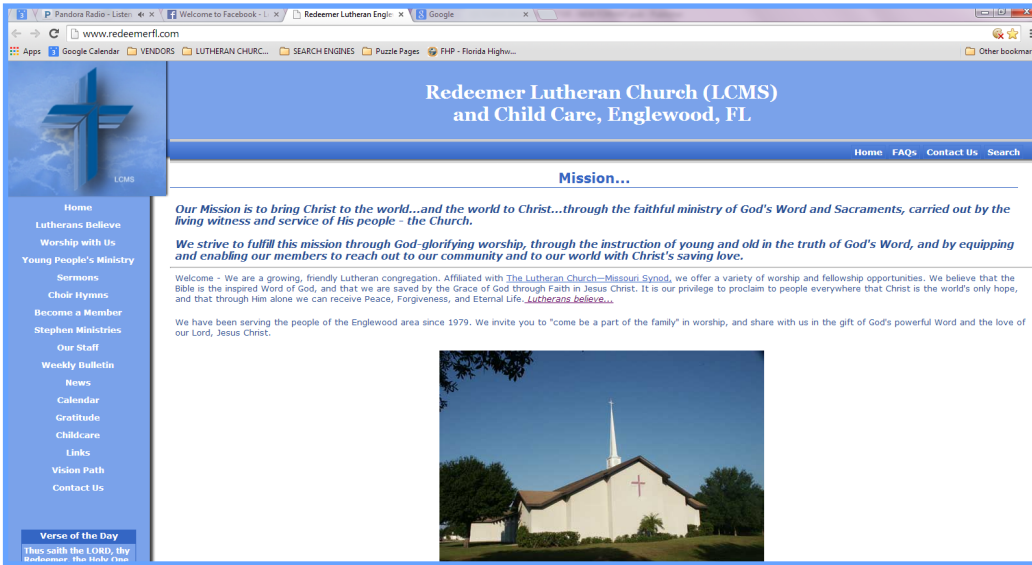 3
P Pandora Radio - Listen
Welcome to Facebook - L
Redeemer Lutheran Engle
8 Google
www.redeemerfl.com
Apps
3 Google Calendar
VENDORS
LUTHERAN CHURC...
SEARCH ENGINES
Puzzle Pages
FHP - Florida Highw...
Other bookmar
Redeemer Lutheran Church (LCMS)
and Child Care, Englewood, FL
LCMS
Home FAQs Contact Us Search
Home
Lutherans Believe
Worship with Us
Young People's Ministry
Sermons
Choir Hymns
Become a Member
Stephen Ministries
Our Staff
Weekly Bulletin
News
Calendar
Gratitude
Childcare
Links
Vision Path
Contact Us
Verse of the Day
Thus saith the LORD, thy
Redeemer, the Holy One
Mission...
Our Mission is to bring Christ to the world...and the world to Christ...through the faithful ministry of God's Word and Sacraments, carried out by the
living witness and service of His people - the Church.
We strive to fulfill this mission through God-glorifying worship, through the instruction of young and old in the truth of God's Word, and by equipping
and enabling our members to reach out to our community and to our world with Christ's saving love.
Welcome - We are a growing, friendly Lutheran congregation. Affiliated with The Lutheran Church—Missouri Synod, we offer a variety of worship and fellowship opportunities. We believe that the
Bible is the inspired Word of God, and that we are saved by the Grace of God through Faith in Jesus Christ. It is our privilege to proclaim to people everywhere that Christ is the world's only hope,
and that through Him alone we can receive Peace, Forgiveness, and Eternal Life. Lutherans believe...
We have been serving the people of the Englewood area since 1979. We invite you to "come be a part of the family" in worship, and share with us in the gift of God's powerful Word and the love of
our Lord, Jesus Christ.